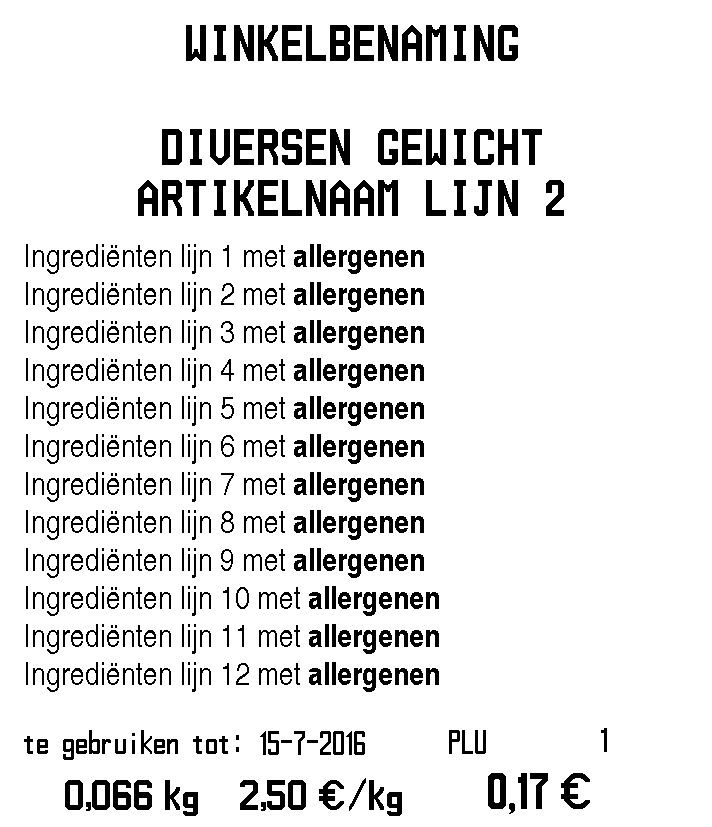 WINKELBENAMING
DIVERSEN GEWICHT
ARTIKELNAAM LIJN 2
Ingrediënten lijn 1 met allergenen
Ingrediënten lijn 2 met allergenen
Ingrediënten lijn 3 met allergenen
Ingrediënten lijn 4 met allergenen
Ingrediënten lijn 5 met allergenen
Ingrediënten lijn 6 met allergenen
Ingrediënten lijn 7 met allergenen
Ingrediënten lijn 8 met allergenen
Ingrediënten lijn 9 met allergenen
Ingrediënten lijn 10 met allergenen
Ingrediënten lijn 11 met allergenen
Ingrediënten lijn 12 met allergenen
te gebruiken tot: 15-7-2016 PLU 1
0,066 kg 2,50 €/kg 0,17 €